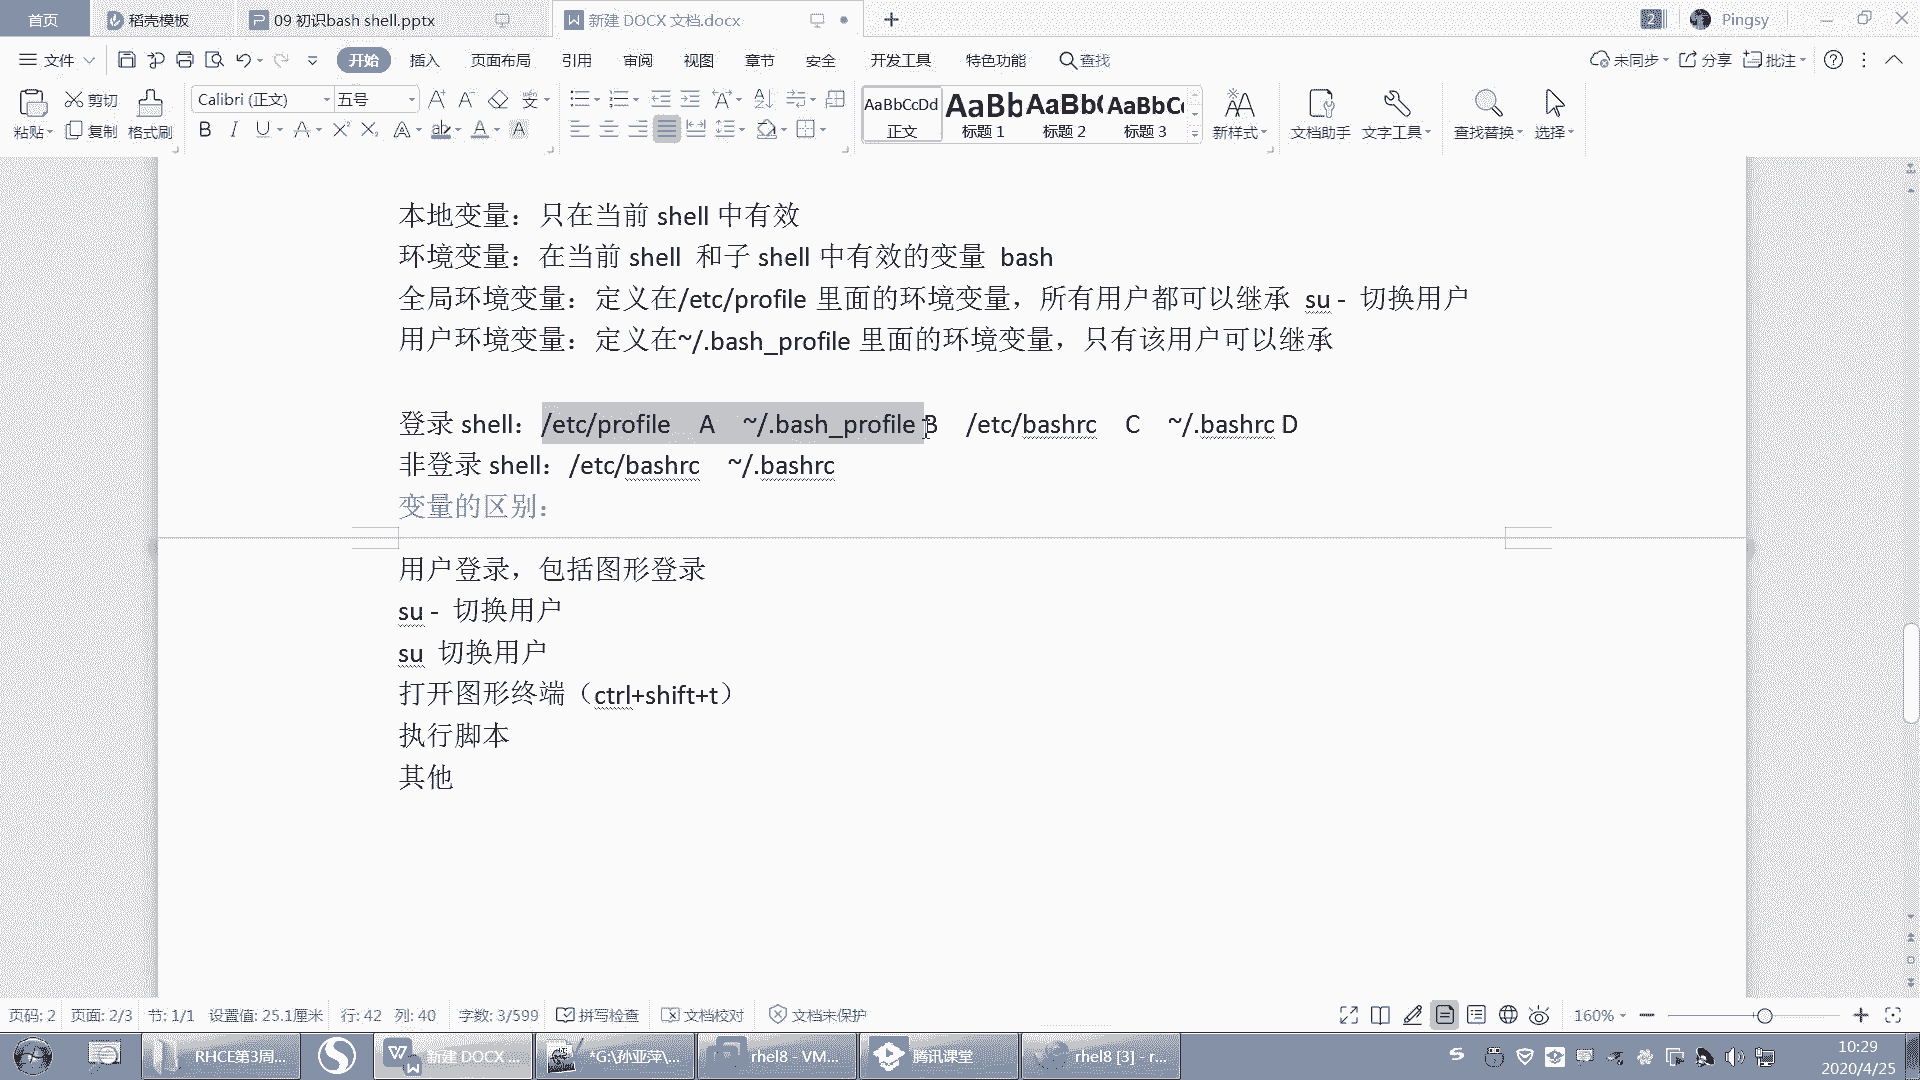 首页 稻壳模板 09 初识bash shell.pptx 新建 DOCX 文档.docx 2 Pingsy
文件 开始 插入 页面布局 引用 审阅 视图 章节 安全 开发工具 特色功能 查找 未同步 分享 批注
粘贴 剪切 复制 格式刷 Calibri (正文) 五号 AaBbCcDd 正文 AaBb 标题 1 AaBb( 标题 2 AaBbC 标题 3 新样式 文档助手 文字工具 查找替换 选择
本地变量：只在当前 shell 中有效
环境变量：在当前 shell 和子 shell 中有效的变量 bash
全局环境变量：定义在/etc/profile 里面的环境变量，所有用户都可以继承 su - 切换用户
用户环境变量：定义在~/.bash_profile 里面的环境变量，只有该用户可以继承
登录 shell：/etc/profile A ~/.bash_profile B /etc/bashrc C ~/.bashrc D
非登录 shell：/etc/bashrc ~/.bashrc
变量的区别：
用户登录，包括图形登录
su - 切换用户
su 切换用户
打开图形终端（ctrl+shift+t）
执行脚本
其他
页码: 2 页面: 2/3 节: 1/1 设置值: 25.1厘米 行: 42 列: 40 字数: 3/599 拼写检查 文档校对 文档未保护 160%
RHCE第3周... 新建 DOCX ... *G:\孙亚萍\... rhel8 - VM... 腾讯课堂 rhel8 [3] - r... 10:29
2020/4/25